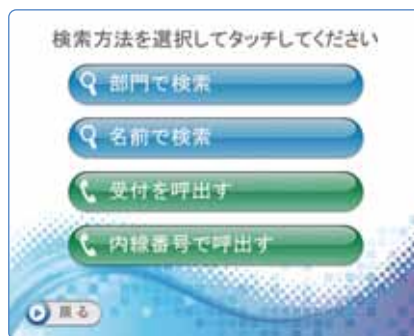 検索方法を選択してタッチしてください
部門で検索
名前で検索
受付を呼出す
内線番号で呼出す
戻る